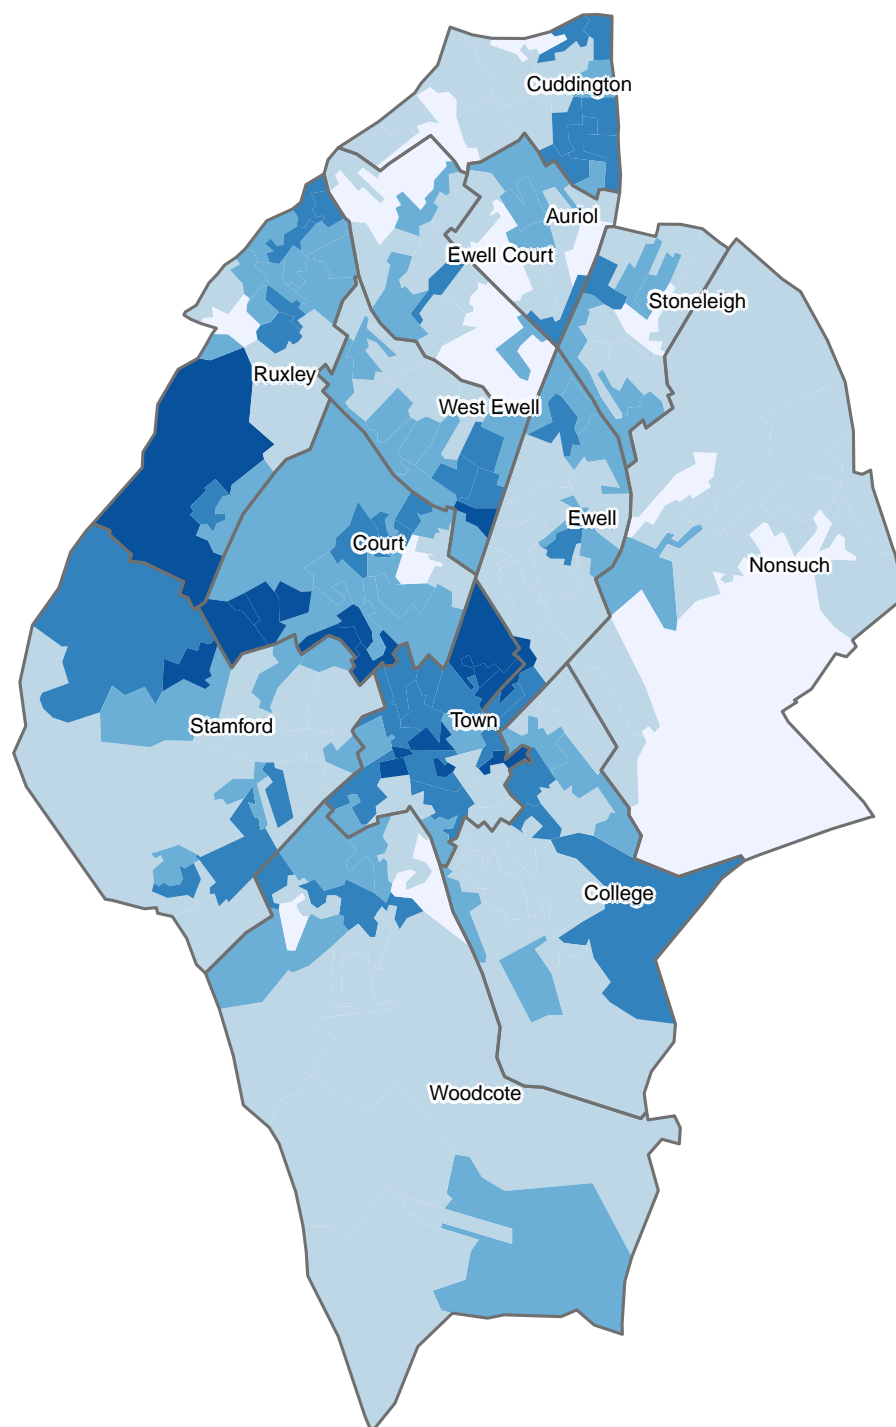 Cuddington
Auriol
Ewell Court
Stoneleigh
Ruxley
West Ewell
Ewell
Court
Nonsuch
Town
Stamford
College
Woodcote